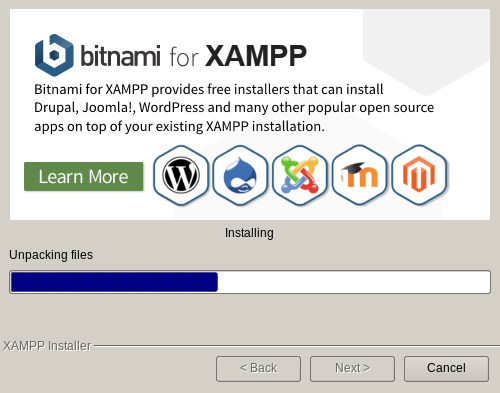 bitnami for XAMPP
Bitnami for XAMPP provides free installers that can install
Drupal, Joomla!, WordPress and many other popular open source
apps on top of your existing XAMPP installation.
Learn More
Installing
Unpacking files
XAMPP Installer
< Back
Next >
Cancel